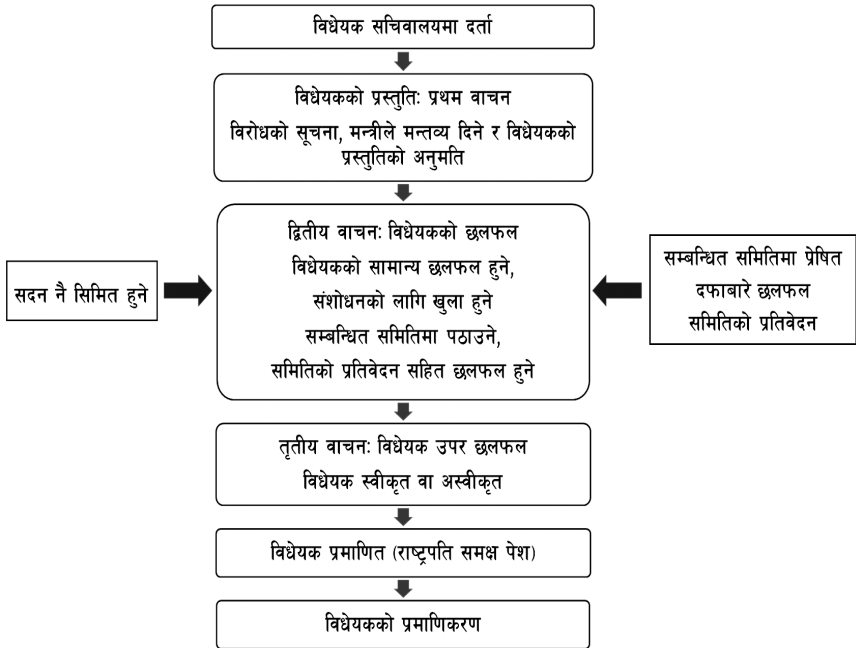 विधेयक सचिवालयमा दर्ता
विधेयकको प्रस्तुतिः प्रथम वाचन
विरोधको सूचना, मन्त्रीले मन्तव्य दिने र विधेयकको
प्रस्तुतिको अनुमति
द्वितीय वाचनः विधेयकको छलफल
विधेयकको सामान्य छलफल हुने,
संशोधनको लागि खुला हुने
सम्बन्धित समितिमा पठाउने,
समितिको प्रतिवेदन सहित छलफल हुने
सदन नै सिमित हुने
सम्बन्धित समितिमा प्रेषित
दफाबारे छलफल
समितिको प्रतिवेदन
तृतीय वाचनः विधेयक उपर छलफल
विधेयक स्वीकृत वा अस्वीकृत
विधेयक प्रमाणित (राष्ट्रपति समक्ष पेश)
विधेयकको प्रमाणिकरण